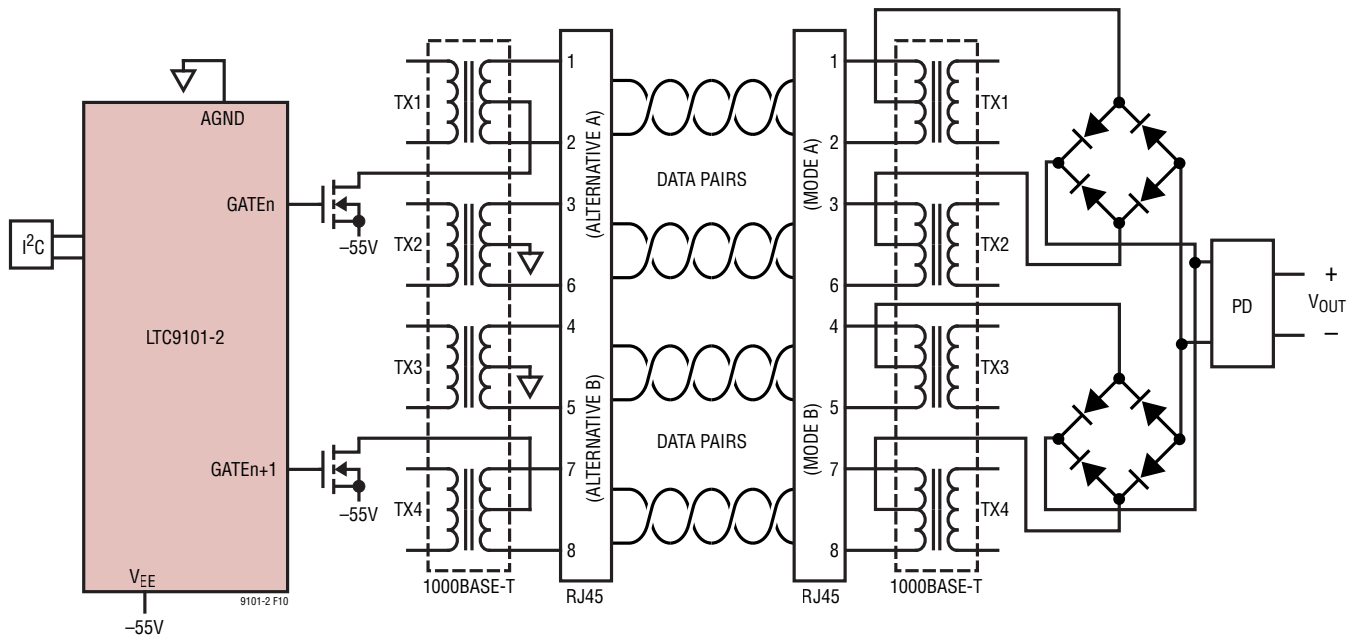 AGND
GATEn
I²C
–55V
LTC9101-2
GATEn+1
–55V
VEE
9101-2 F10
–55V
TX1
TX2
TX3
TX4
1000BASE-T
1
2
3
6
4
5
7
8
(ALTERNATIVE A)
(ALTERNATIVE B)
RJ45
DATA PAIRS
DATA PAIRS
1
2
3
6
4
5
7
8
(MODE A)
(MODE B)
RJ45
TX1
TX2
TX3
TX4
1000BASE-T
PD
+
VOUT
–